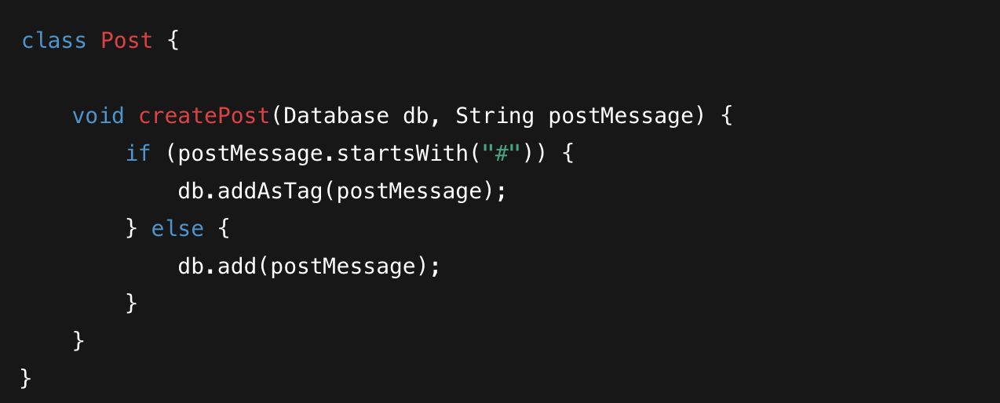 class Post {
    void createPost(Database db, String postMessage) {
        if (postMessage.startsWith("#")) {
            db.addAsTag(postMessage);
        } else {
            db.add(postMessage);
        }
    }
}